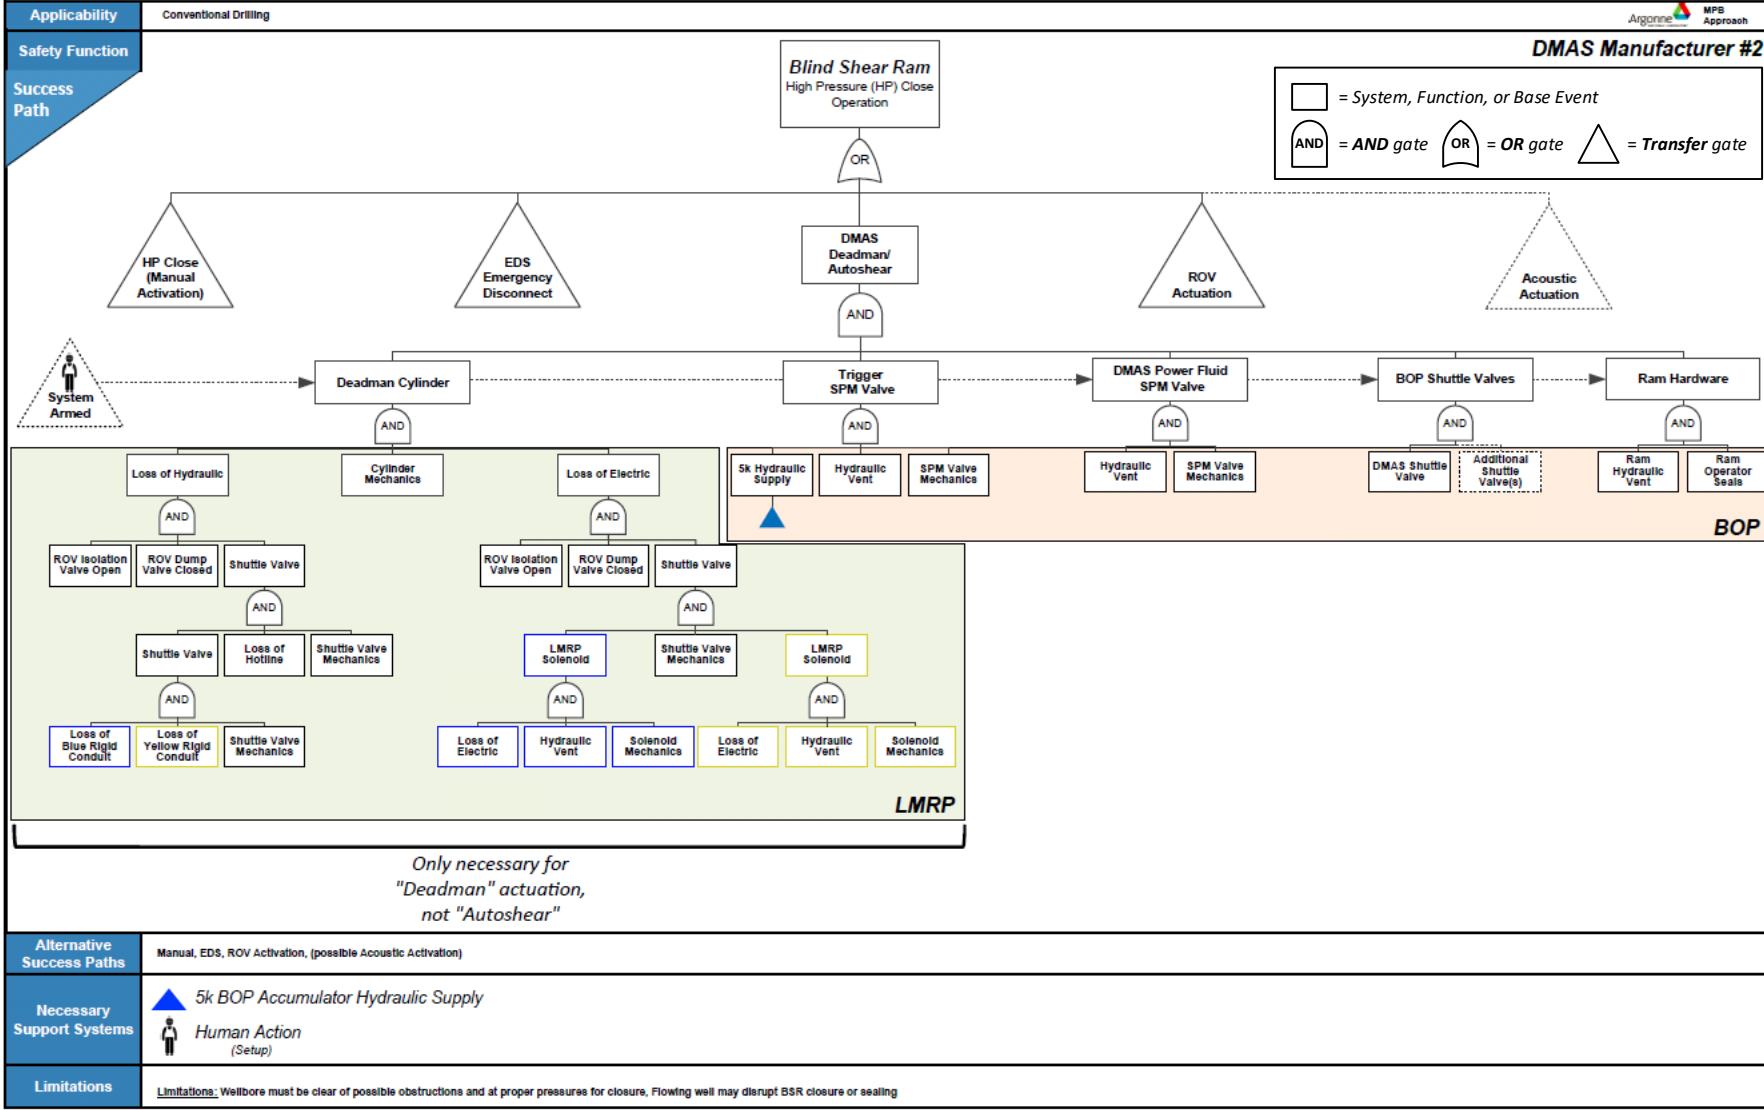 Applicability
Conventional Drilling
Argonne
MPB
Approach
Safety Function
DMAS Manufacturer #2
Success
Path
Blind Shear Ram
High Pressure (HP) Close
Operation
= System, Function, or Base Event
AND
= AND gate
OR
= OR gate
= Transfer gate
OR
HP Close
(Manual
Activation)
EDS
Emergency
Disconnect
DMAS
Deadman/
Autoshear
ROV
Actuation
Acoustic
Actuation
AND
System
Armed
Deadman Cylinder
Trigger
SPM Valve
DMAS Power Fluid
SPM Valve
BOP Shuttle Valves
Ram Hardware
AND
AND
AND
AND
AND
Loss of Hydraulic
Cylinder
Mechanics
Loss of Electric
5k Hydraulic
Supply
Hydraulic
Vent
SPM Valve
Mechanics
Hydraulic
Vent
SPM Valve
Mechanics
DMAS Shuttle
Valve
Additional
Shuttle
Valve(s)
Ram
Hydraulic
Vent
Ram
Operator
Seals
BOP
AND
AND
ROV Isolation
Valve Open
ROV Dump
Valve Closed
Shuttle Valve
ROV Isolation
Valve Open
ROV Dump
Valve Closed
Shuttle Valve
AND
AND
Shuttle Valve
Loss of
Hotline
Shuttle Valve
Mechanics
LMRP
Solenoid
Shuttle Valve
Mechanics
LMRP
Solenoid
AND
AND
AND
Loss of
Blue Rigid
Conduit
Loss of
Yellow Rigid
Conduit
Shuttle Valve
Mechanics
Loss of
Electric
Hydraulic
Vent
Solenoid
Mechanics
Loss of
Electric
Hydraulic
Vent
Solenoid
Mechanics
LMRP
Only necessary for
"Deadman" actuation,
not "Autoshear"
Alternative
Success Paths
Manual, EDS, ROV Activation, (possible Acoustic Activation)
Necessary
Support Systems
5k BOP Accumulator Hydraulic Supply
Human Action
(Setup)
Limitations
Limitations: Wellbore must be clear of possible obstructions and at proper pressures for closure, Flowing well may disrupt BSR closure or sealing